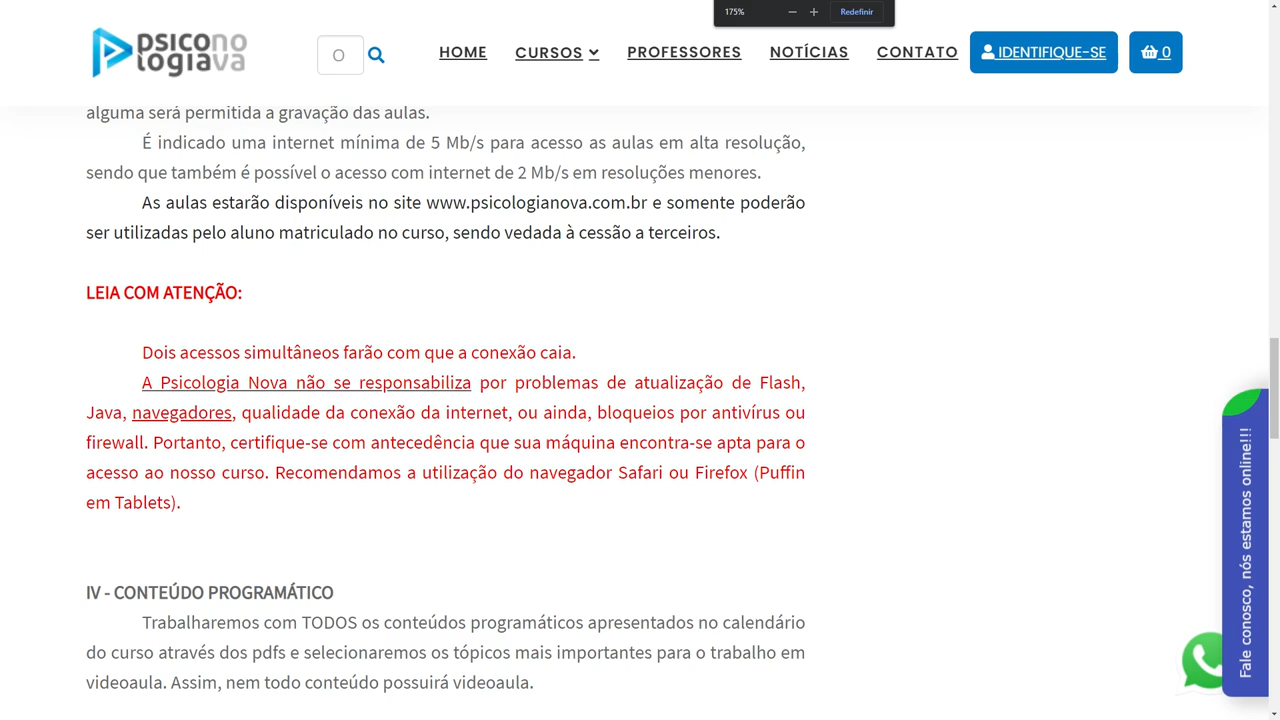 175%
Redefinir
psicono
logiava
O
HOME
CURSOS
PROFESSORES
NOTÍCIAS
CONTATO
IDENTIFIQUE-SE
0
alguma será permitida a gravação das aulas.
É indicado uma internet mínima de 5 Mb/s para acesso as aulas em alta resolução,
sendo que também é possível o acesso com internet de 2 Mb/s em resoluções menores.
As aulas estarão disponíveis no site www.psicologianova.com.br e somente poderão
ser utilizadas pelo aluno matriculado no curso, sendo vedada à cessão a terceiros.
LEIA COM ATENÇÃO:
Dois acessos simultâneos farão com que a conexão caia.
A Psicologia Nova não se responsabiliza por problemas de atualização de Flash,
Java, navegadores, qualidade da conexão da internet, ou ainda, bloqueios por antivírus ou
firewall. Portanto, certifique-se com antecedência que sua máquina encontra-se apta para o
acesso ao nosso curso. Recomendamos a utilização do navegador Safari ou Firefox (Puffin
em Tablets).
IV - CONTEÚDO PROGRAMÁTICO
Trabalharemos com TODOS os conteúdos programáticos apresentados no calendário
do curso através dos pdfs e selecionaremos os tópicos mais importantes para o trabalho em
videoaula. Assim, nem todo conteúdo possuirá videoaula.
Fale conosco, nós estamos online!!!